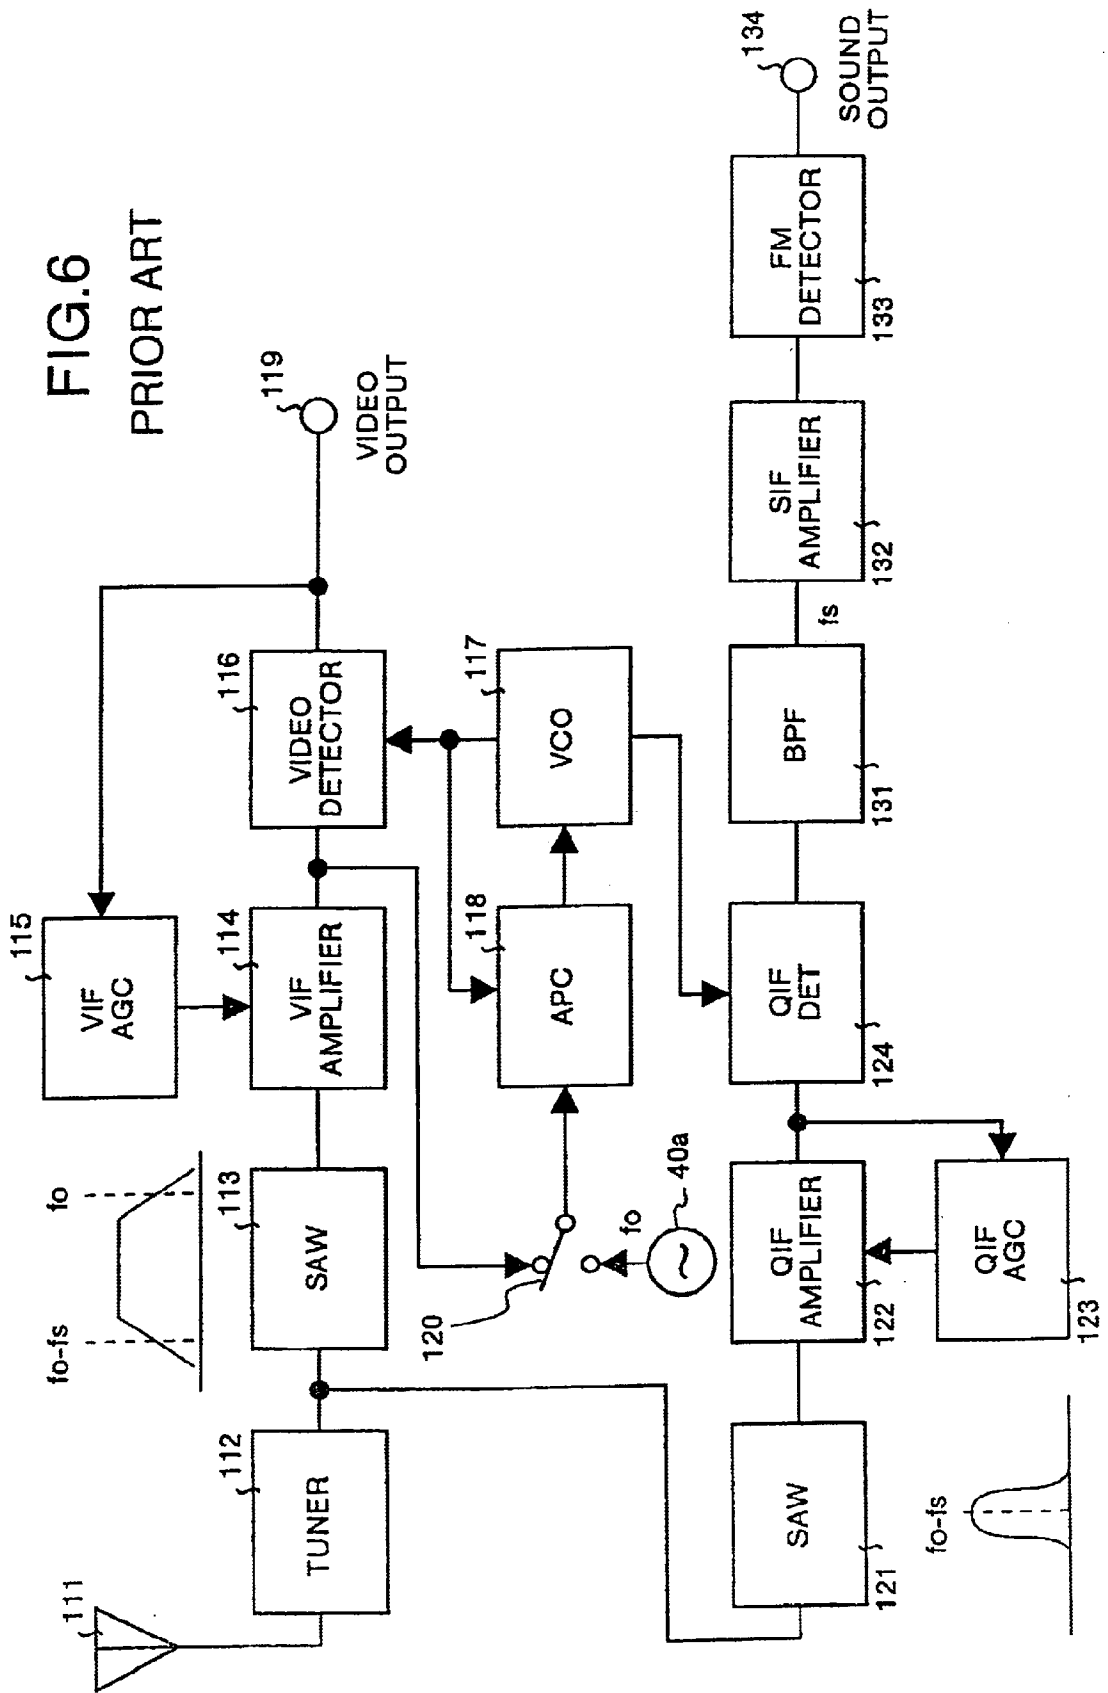 FIG.6
PRIOR ART
111
TUNER
112
fo-fs
fo
SAW
113
VIF
AGC
115
VIF
AMPLIFIER
114
VIDEO
DETECTOR
116
119
VIDEO
OUTPUT
120
fo
40a
APC
118
VCO
117
SAW
121
fo-fs
QIF
AMPLIFIER
122
QIF
AGC
123
QIF
DET
124
BPF
131
fs
SIF
AMPLIFIER
132
FM
DETECTOR
133
134
SOUND
OUTPUT